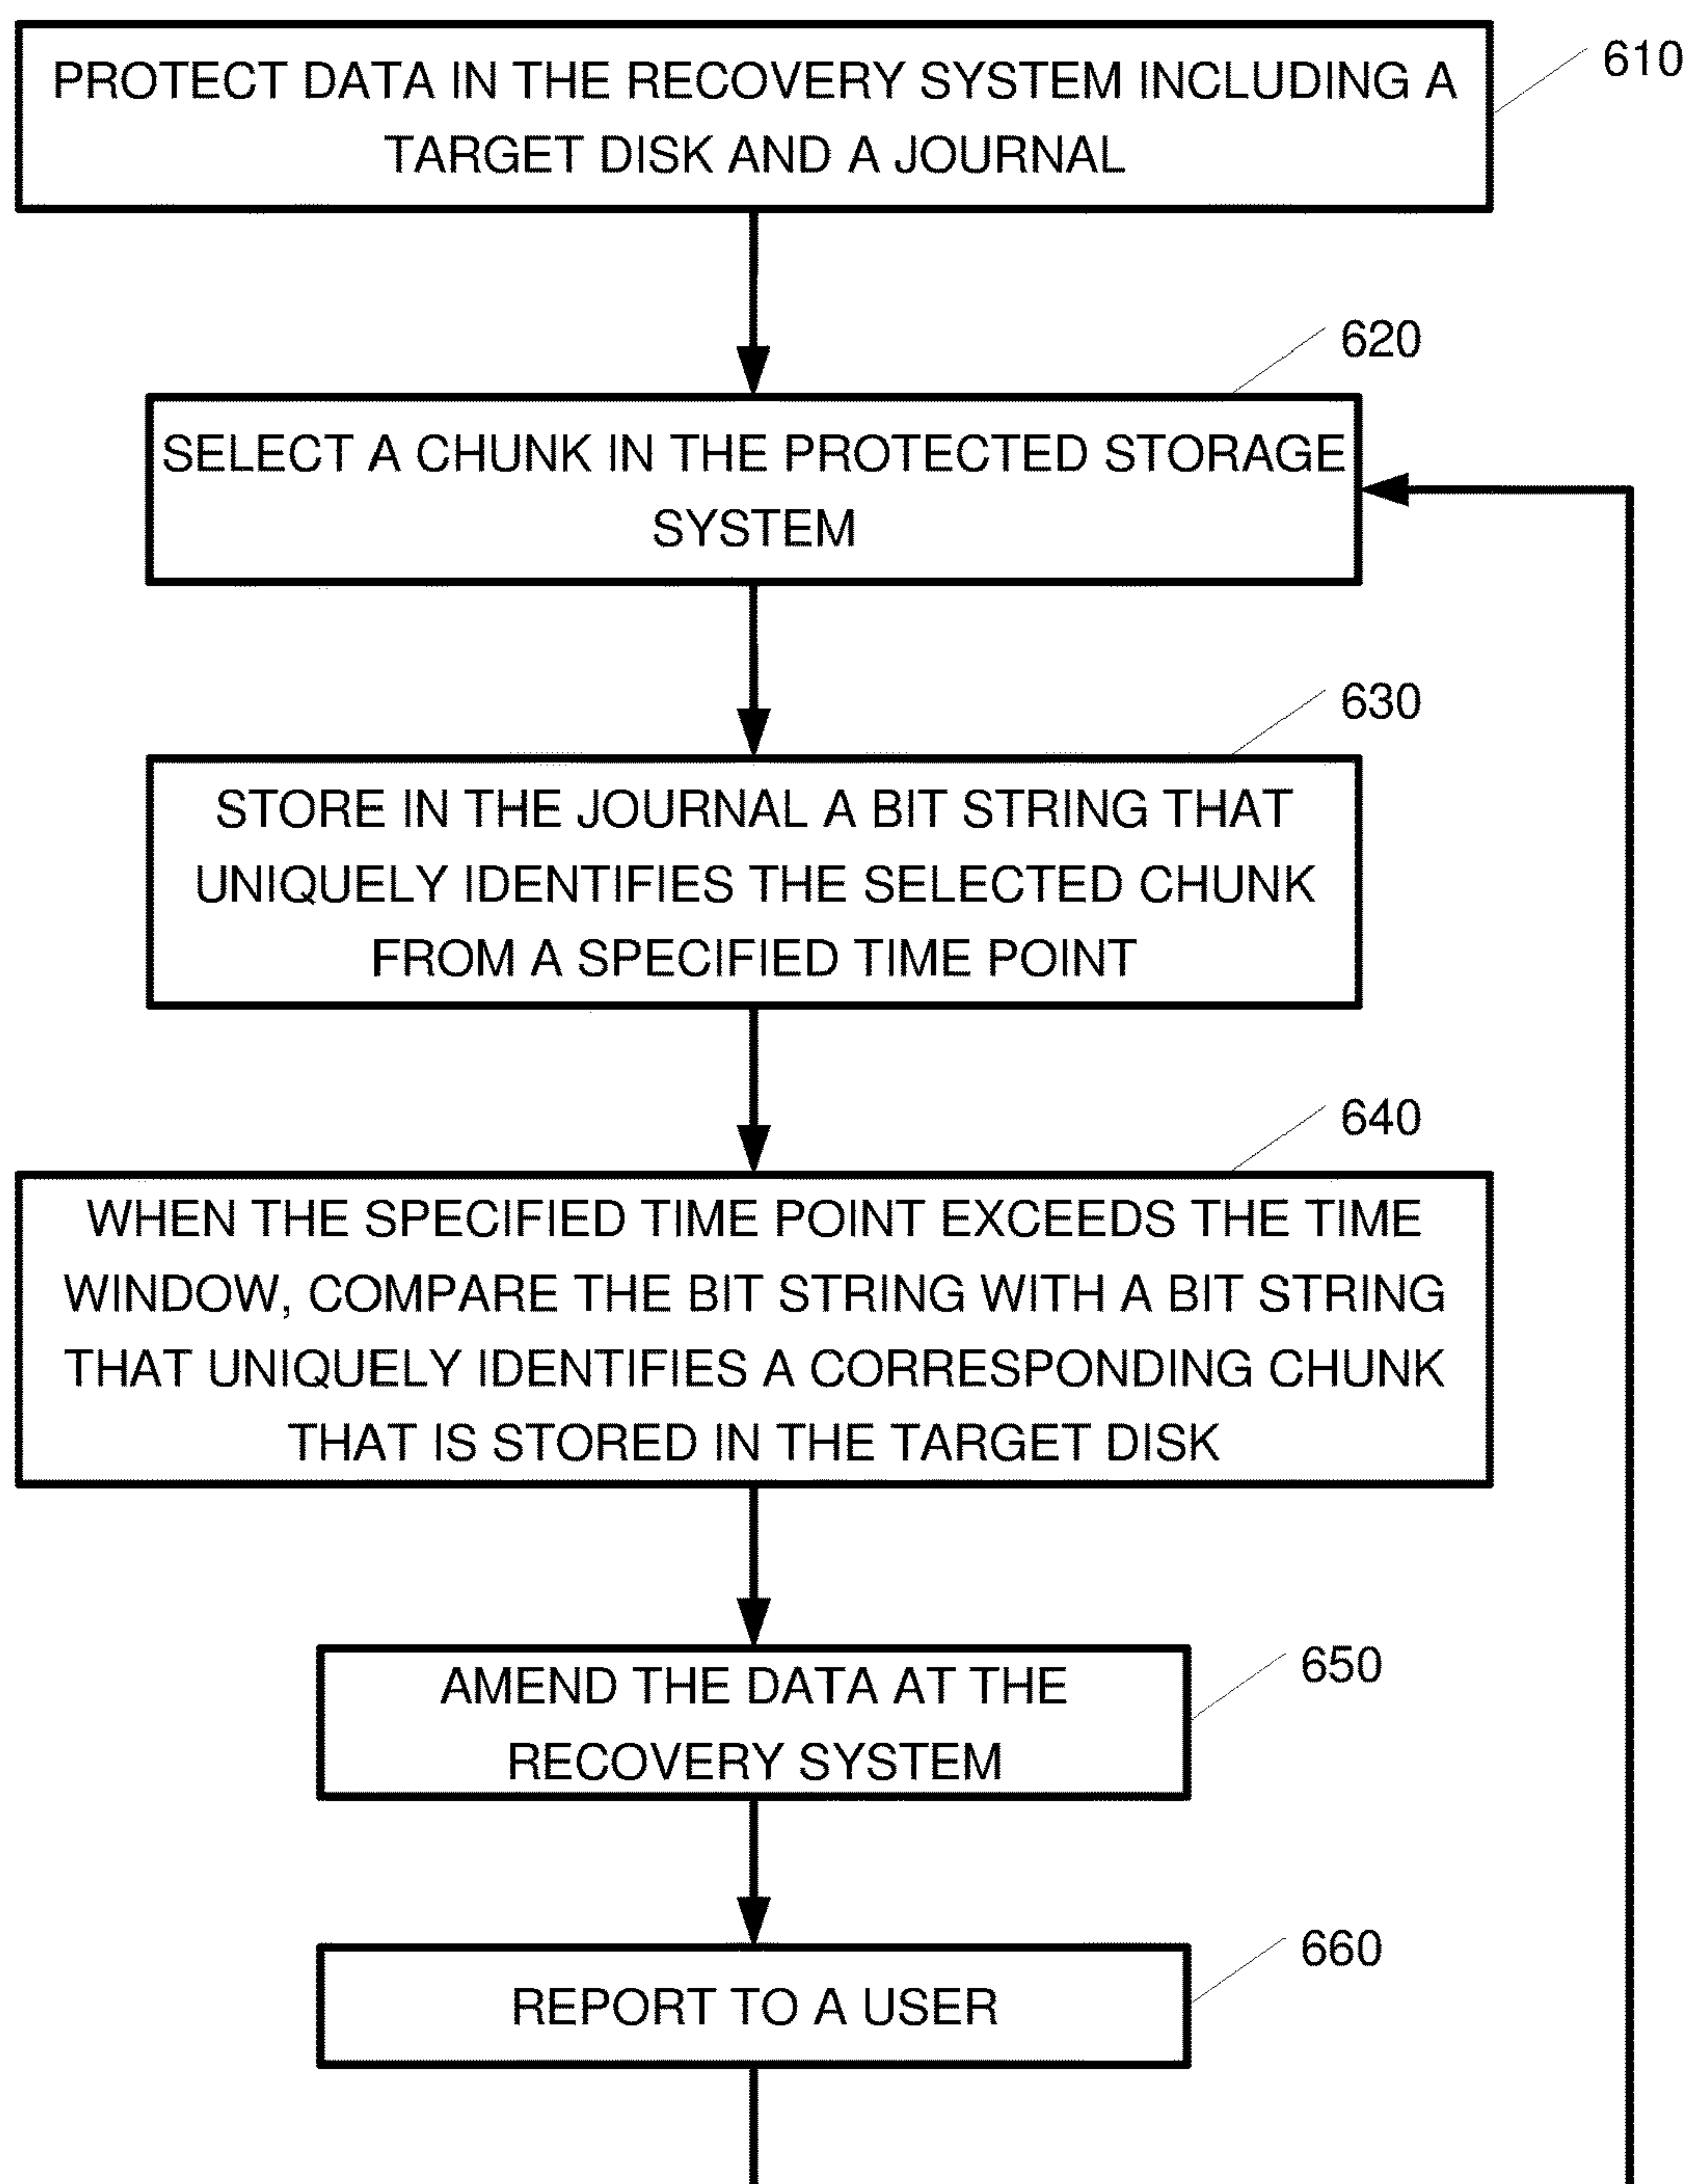 610
PROTECT DATA IN THE RECOVERY SYSTEM INCLUDING A
TARGET DISK AND A JOURNAL
620
SELECT A CHUNK IN THE PROTECTED STORAGE
SYSTEM
630
STORE IN THE JOURNAL A BIT STRING THAT
UNIQUELY IDENTIFIES THE SELECTED CHUNK
FROM A SPECIFIED TIME POINT
640
WHEN THE SPECIFIED TIME POINT EXCEEDS THE TIME
WINDOW, COMPARE THE BIT STRING WITH A BIT STRING
THAT UNIQUELY IDENTIFIES A CORRESPONDING CHUNK
THAT IS STORED IN THE TARGET DISK
650
AMEND THE DATA AT THE
RECOVERY SYSTEM
660
REPORT TO A USER